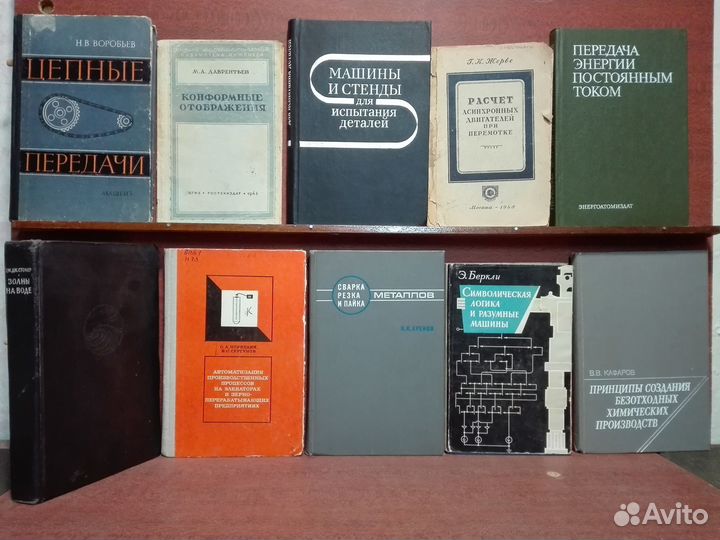 Н.В. ВОРОБЬЕВ
ЦЕПНЫЕ
ПЕРЕДАЧИ
МАШГИЗ
М. А. ЛАВРЕНТЬЕВ
КОНФОРМНЫЕ
ОТОБРАЖЕНИЯ
МАШИНЫ
И СТЕНДЫ
для
испытания
деталей
Г. К. Жерве
РАСЧЕТ
АСИНХРОННЫХ
ДВИГАТЕЛЕЙ
ПРИ
ПЕРЕМОТКЕ
ПЕРЕДАЧА
ЭНЕРГИИ
ПОСТОЯННЫМ
ТОКОМ
ЭНЕРГОАТОМИЗДАТ
ВОЛНЫ
НА ВОДЕ
АВТОМАТИЗАЦИЯ
ПРОИЗВОДСТВЕННЫХ
ПРОЦЕССОВ
НА ЭЛЕВАТОРАХ
И ЗЕРНО-
ПЕРЕРАБАТЫВАЮЩИХ
ПРЕДПРИЯТИЯХ
СВАРКА
РЕЗКА
И ПАЙКА
МЕТАЛЛОВ
К.К.ХРЕНОВ
Э. Беркли
СИМВОЛИЧЕСКАЯ
ЛОГИКА
И РАЗУМНЫЕ
МАШИНЫ
В.В. КАФАРОВ
ПРИНЦИПЫ СОЗДАНИЯ
БЕЗОТХОДНЫХ
ХИМИЧЕСКИХ
ПРОИЗВОДСТВ
Avito